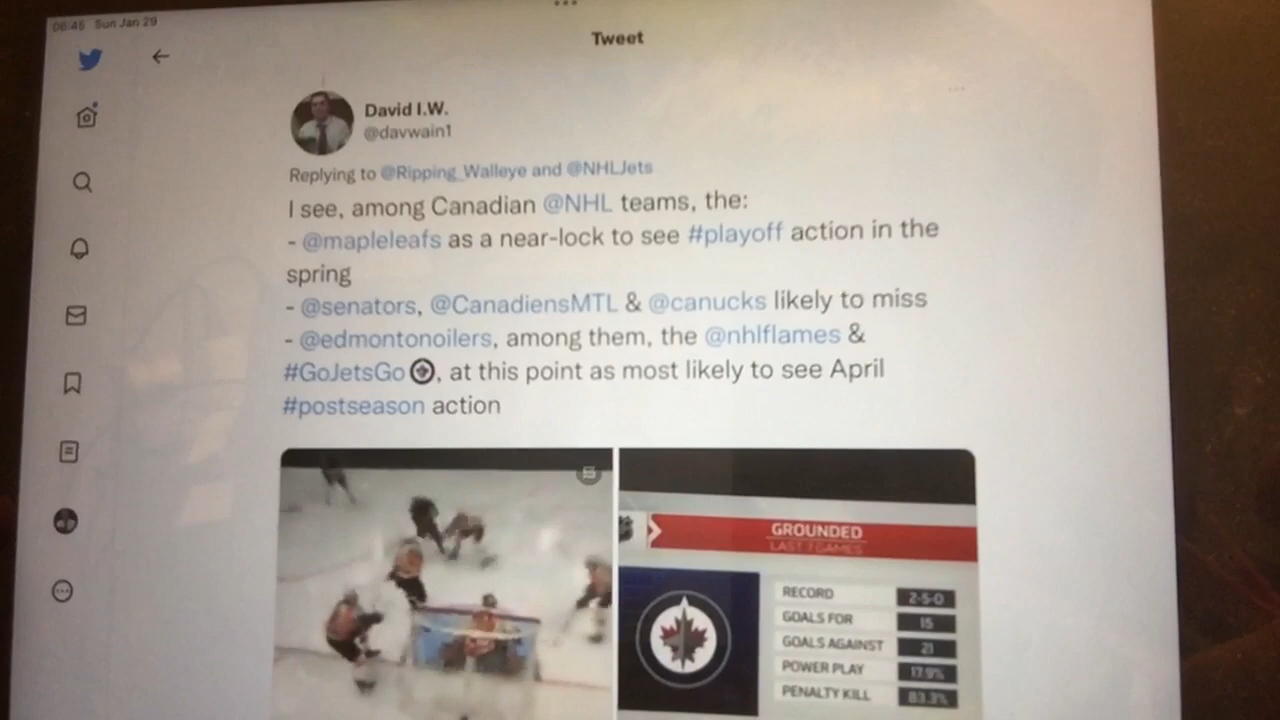 06:45 Sun Jan 29
Tweet
David I.W.
@davwain1
Replying to @Ripping_Walleye and @NHLJets
I see, among Canadian @NHL teams, the:
- @mapleleafs as a near-lock to see #playoff action in the
spring
- @senators, @CanadiensMTL & @canucks likely to miss
- @edmontonoilers, among them, the @nhlflames &
#GoJetsGo, at this point as most likely to see April
#postseason action
GROUNDED
LAST 7 GAMES
RECORD 2-5-0
GOALS FOR 15
GOALS AGAINST 21
POWER PLAY 17.9%
PENALTY KILL 83.3%